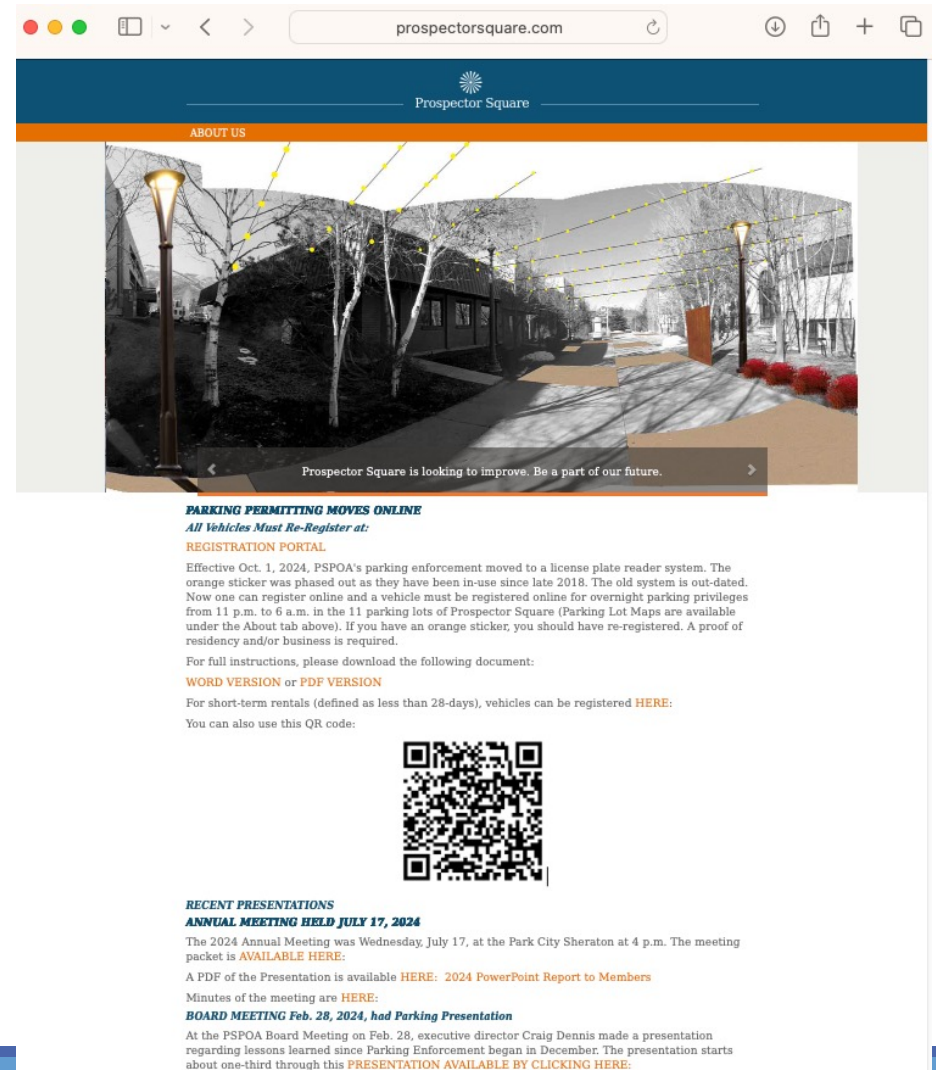 prospectorsquare.com
Prospector Square
ABOUT US
Prospector Square is looking to improve. Be a part of our future.
PARKING PERMITTING MOVES ONLINE
All Vehicles Must Re-Register at:
REGISTRATION PORTAL
Effective Oct. 1, 2024, PSPOA's parking enforcement moved to a license plate reader system. The
orange sticker was phased out as they have been in-use since late 2018. The old system is out-dated.
Now one can register online and a vehicle must be registered online for overnight parking privileges
from 11 p.m. to 6 a.m. in the 11 parking lots of Prospector Square (Parking Lot Maps are available
under the About tab above). If you have an orange sticker, you should have re-registered. A proof of
residency and/or business is required.
For full instructions, please download the following document:
WORD VERSION or PDF VERSION
For short-term rentals (defined as less than 28-days), vehicles can be registered HERE:
You can also use this QR code:
RECENT PRESENTATIONS
ANNUAL MEETING HELD JULY 17, 2024
The 2024 Annual Meeting was Wednesday, July 17, at the Park City Sheraton at 4 p.m. The meeting
packet is AVAILABLE HERE:
A PDF of the Presentation is available HERE: 2024 PowerPoint Report to Members
Minutes of the meeting are HERE:
BOARD MEETING Feb. 28, 2024, had Parking Presentation
At the PSPOA Board Meeting on Feb. 28, executive director Craig Dennis made a presentation
regarding lessons learned since Parking Enforcement began in December. The presentation starts
about one-third through this PRESENTATION AVAILABLE BY CLICKING HERE: